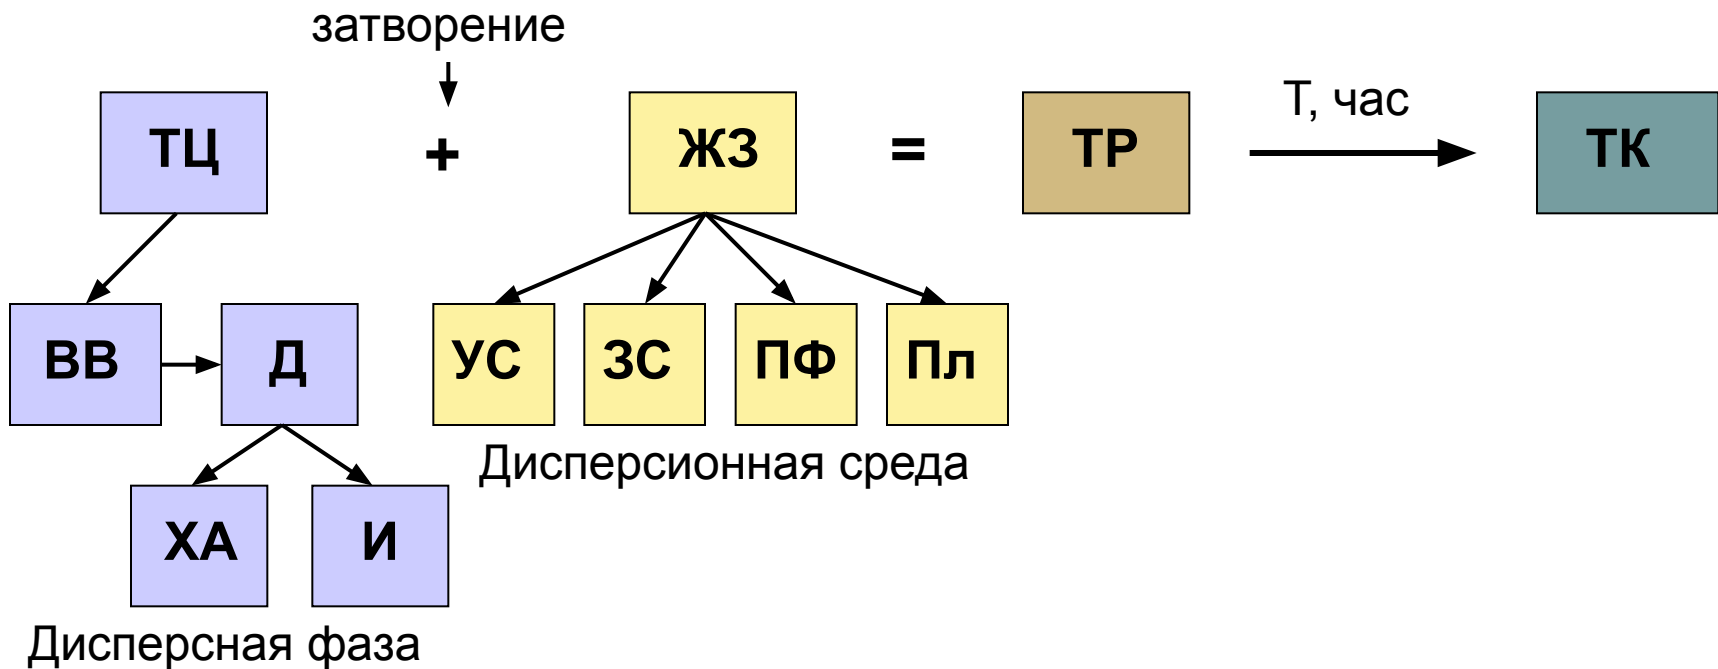 затворение
ТЦ + ЖЗ = ТР Т, час ТК
ВВ Д УС ЗС ПФ Пл
Дисперсионная среда
ХА И
Дисперсная фаза